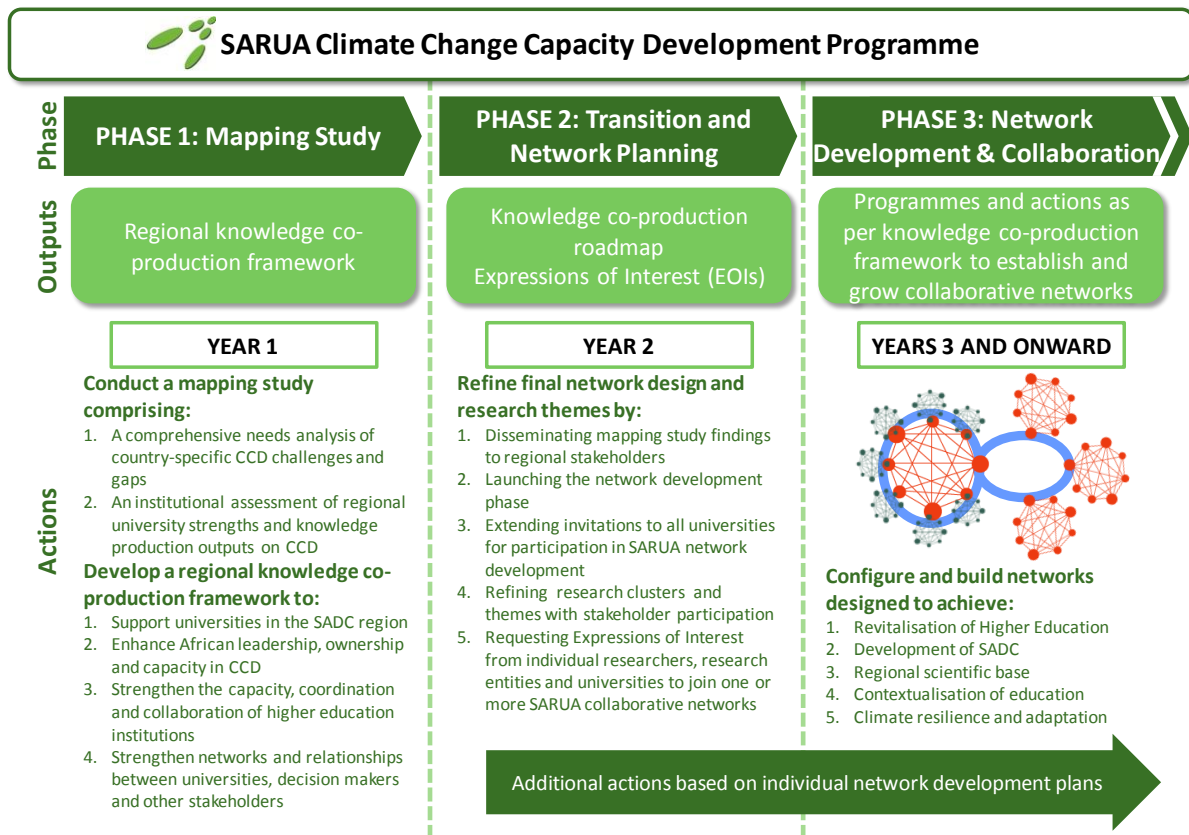 SARUA Climate Change Capacity Development Programme
Phase
PHASE 1: Mapping Study
PHASE 2: Transition and
Network Planning
PHASE 3: Network
Development & Collaboration
Outputs
Regional knowledge co-
production framework
Knowledge co-production
roadmap
Expressions of Interest (EOIs)
Programmes and actions as
per knowledge co-production
framework to establish and
grow collaborative networks
Actions
YEAR 1
Conduct a mapping study
comprising:
1. A comprehensive needs analysis of
country-specific CCD challenges and
gaps
2. An institutional assessment of regional
university strengths and knowledge
production outputs on CCD
Develop a regional knowledge co-
production framework to:
1. Support universities in the SADC region
2. Enhance African leadership, ownership
and capacity in CCD
3. Strengthen the capacity, coordination
and collaboration of higher education
institutions
4. Strengthen networks and relationships
between universities, decision makers
and other stakeholders
YEAR 2
Refine final network design and
research themes by:
1. Disseminating mapping study findings
to regional stakeholders
2. Launching the network development
phase
3. Extending invitations to all universities
for participation in SARUA network
development
4. Refining research clusters and
themes with stakeholder participation
5. Requesting Expressions of Interest
from individual researchers, research
entities and universities to join one or
more SARUA collaborative networks
YEARS 3 AND ONWARD
Configure and build networks
designed to achieve:
1. Revitalisation of Higher Education
2. Development of SADC
3. Regional scientific base
4. Contextualisation of education
5. Climate resilience and adaptation
Additional actions based on individual network development plans